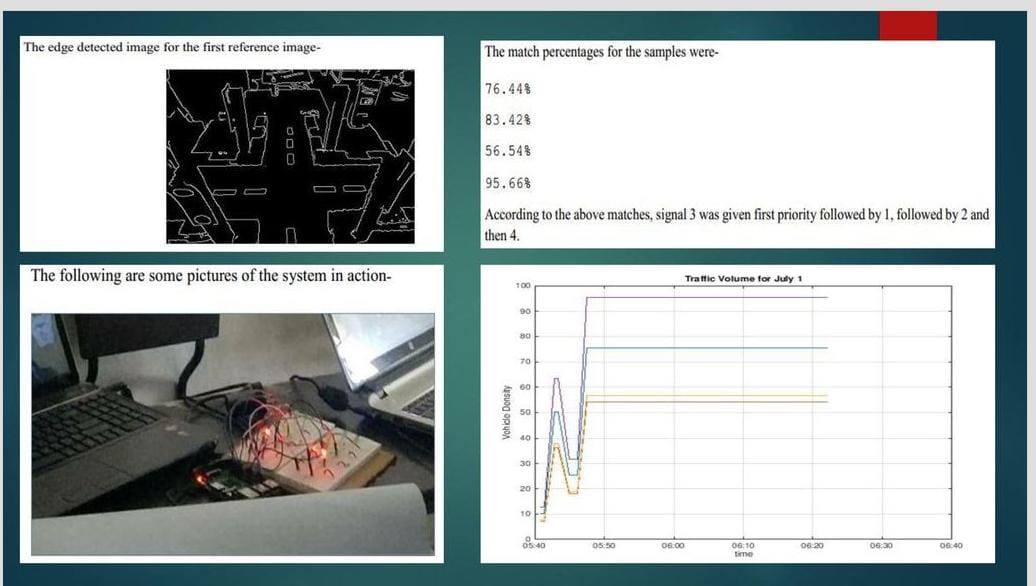 The edge detected image for the first reference image-
The match percentages for the samples were-
76.44%
83.42%
56.54%
95.66%
According to the above matches, signal 3 was given first priority followed by 1, followed by 2 and
then 4.
The following are some pictures of the system in action-
Traffic Volume for July 1
Vehicle Density
100
90
80
70
60
50
40
30
20
10
0
05:40 05:50 06:00 06:10 06:20 06:30 06:40
time